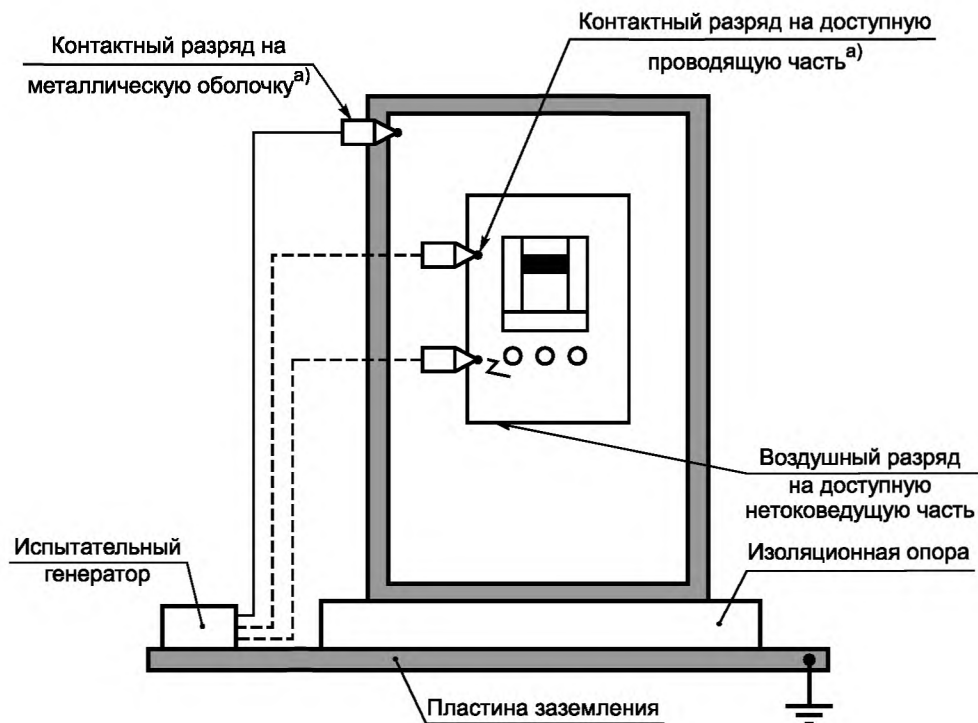 Контактный разряд на
металлическую оболочку а)
Контактный разряд на доступную
проводящую часть а)
Воздушный разряд
на доступную
нетоковедущую часть
Испытательный
генератор
Изоляционная опора
Пластина заземления